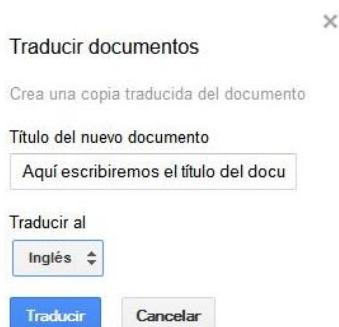 Traducir documentos
Crea una copia traducida del documento
Título del nuevo documento
Aquí escribiremos el título del docu
Traducir al
Inglés
Traducir Cancelar